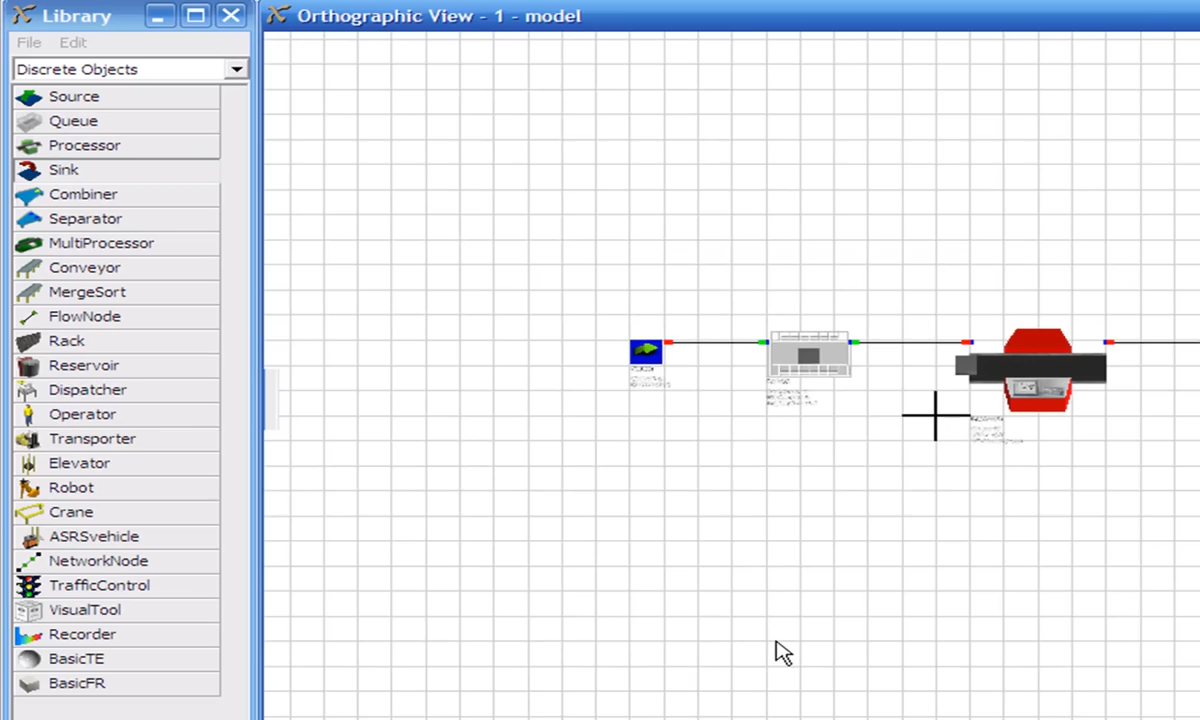 Library
Orthographic View - 1 - model
File Edit
Discrete Objects
Source
Queue
Processor
Sink
Combiner
Separator
MultiProcessor
Conveyor
MergeSort
FlowNode
Rack
Reservoir
Dispatcher
Operator
Transporter
Elevator
Robot
Crane
ASRSvehicle
NetworkNode
TrafficControl
VisualTool
Recorder
BasicTE
BasicFR